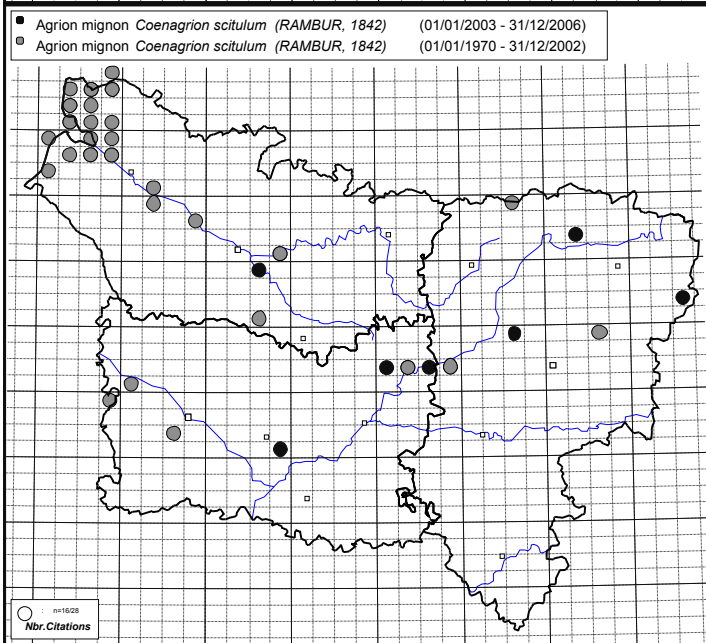 Agrion mignon Coenagrion scitulum (RAMBUR, 1842) (01/01/2003 - 31/12/2006)
Agrion mignon Coenagrion scitulum (RAMBUR, 1842) (01/01/1970 - 31/12/2002)
: n=16/28
Nbr.Citations